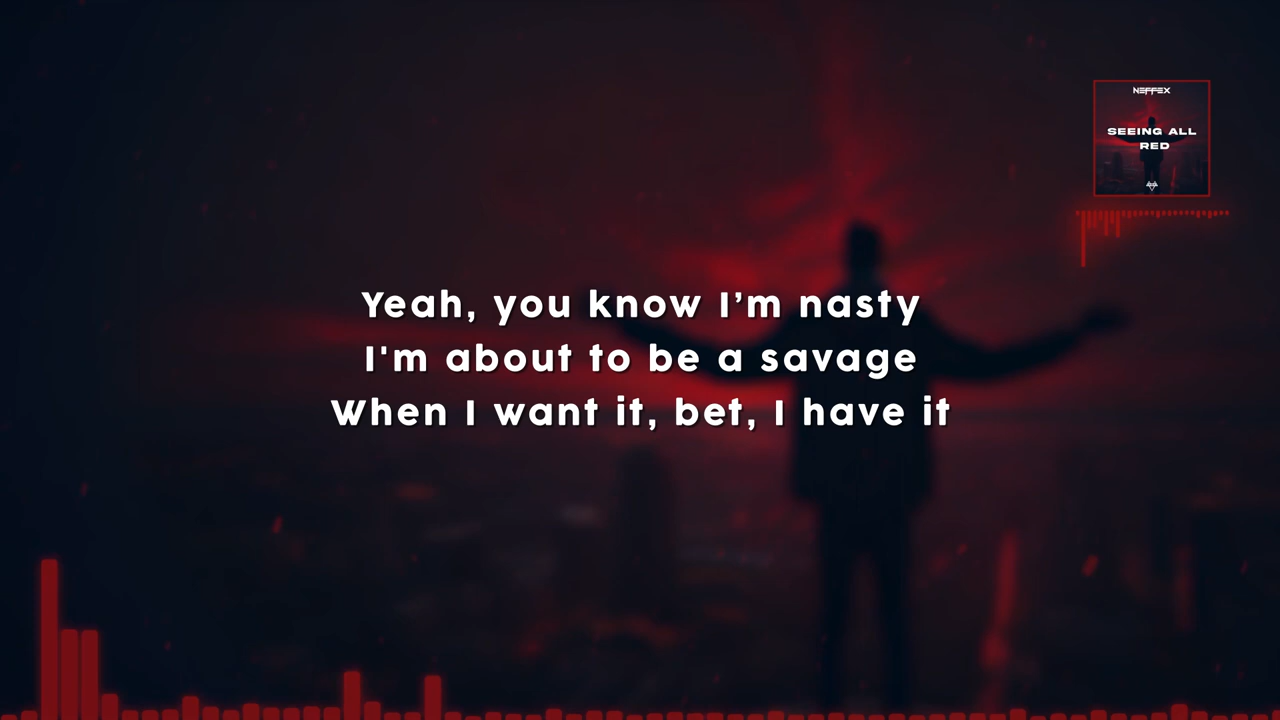 NEFFEX
SEEING ALL
RED
Yeah, you know I’m nasty
I'm about to be a savage
When I want it, bet, I have it